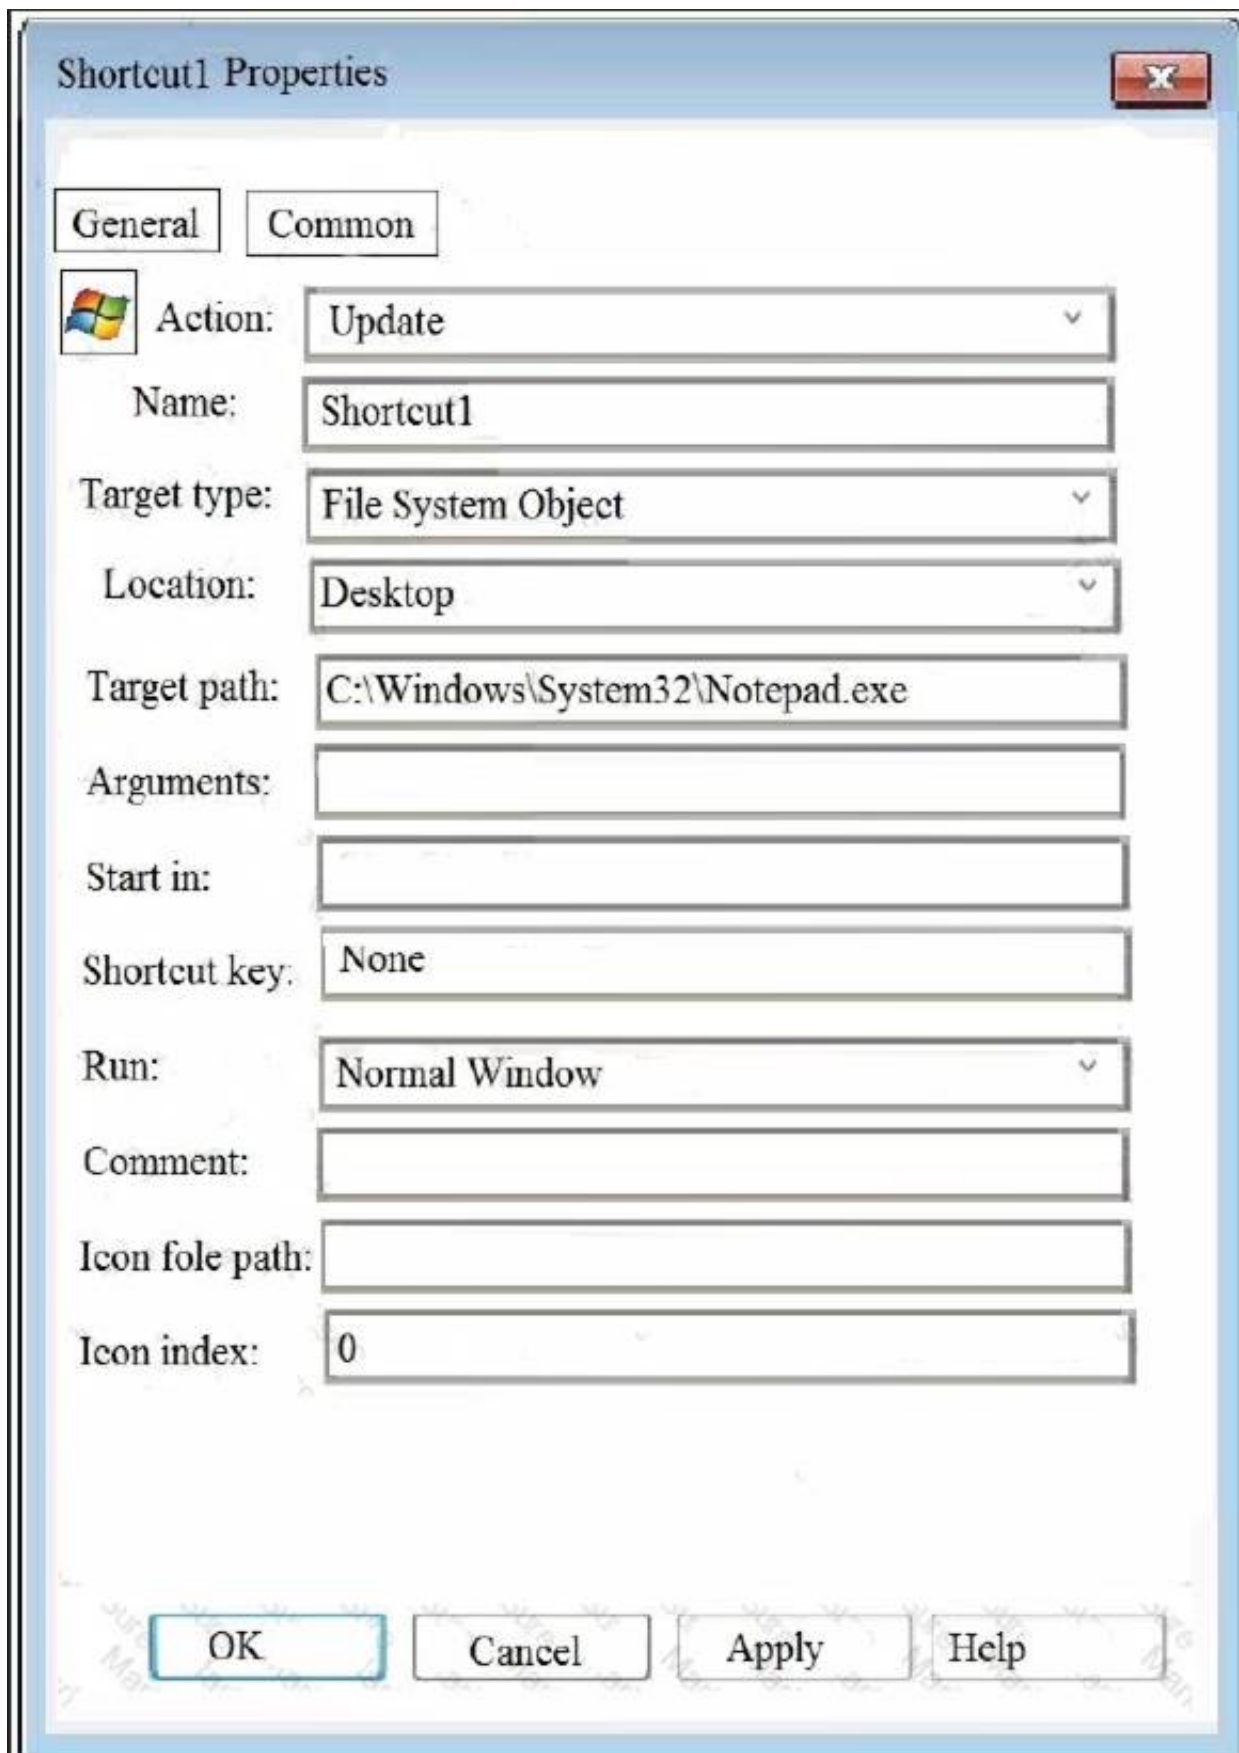 Shortcut1 Properties
General Common
Action: Update
Name: Shortcut1
Target type: File System Object
Location: Desktop
Target path: C:\Windows\System32\Notepad.exe
Arguments:
Start in:
Shortcut key: None
Run: Normal Window
Comment:
Icon fole path:
Icon index: 0
OK Cancel Apply Help